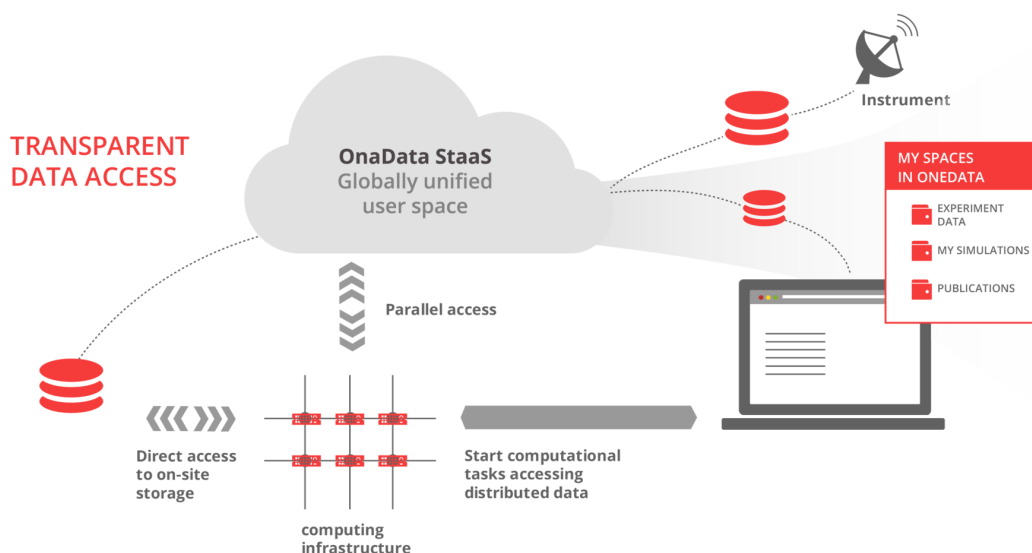 TRANSPARENT
DATA ACCESS
OnaData StaaS
Globally unified
user space
Instrument
MY SPACES
IN ONEDATA
EXPERIMENT
DATA
MY SIMULATIONS
PUBLICATIONS
Parallel access
Direct access
to on-site
storage
Start computational
tasks accessing
distributed data
computing
infrastructure